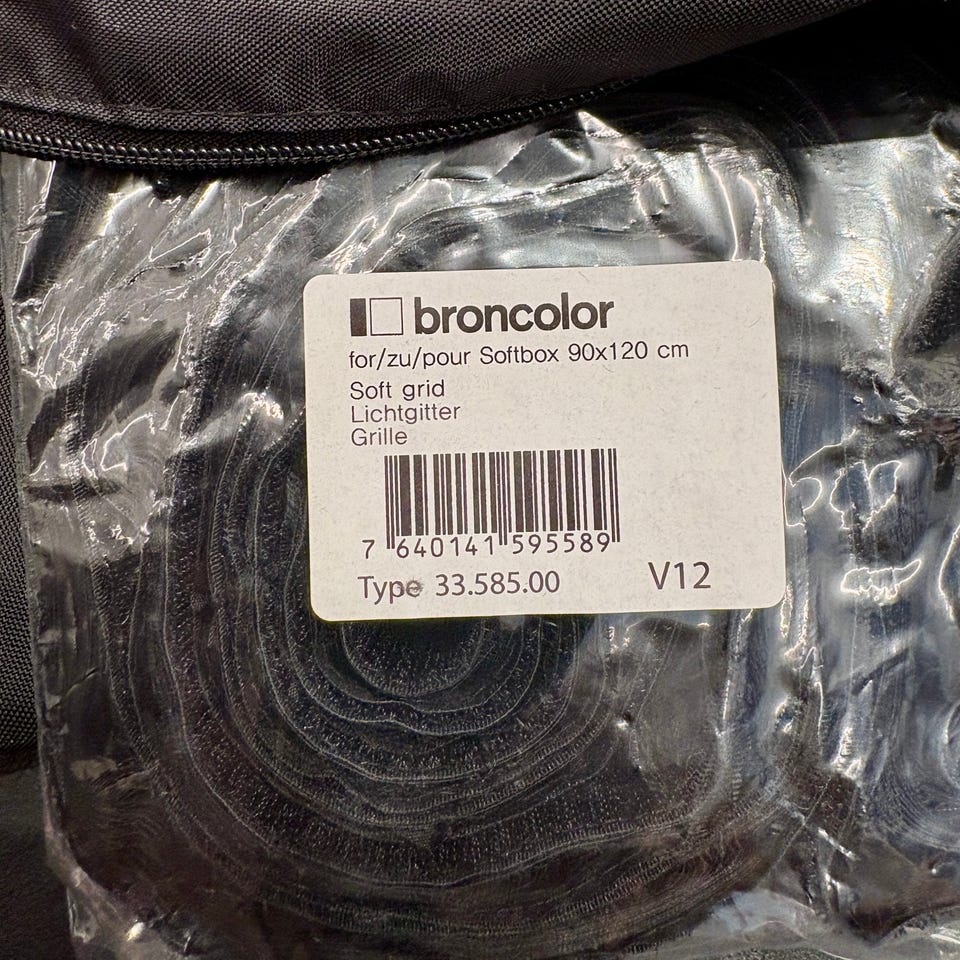 broncolor
for/zu/pour Softbox 90x120 cm
Soft grid
Lichtgitter
Grille
7 640141 595589
Type 33.585.00 V12